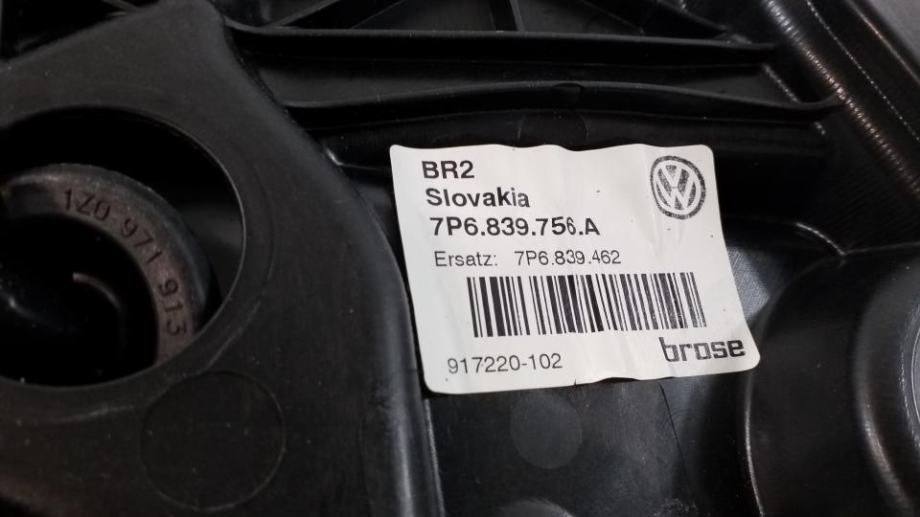 BR2
Slovakia
7P6.839.756.A
Ersatz: 7P6.839.462
917220-102
brose
1Z0 971 913